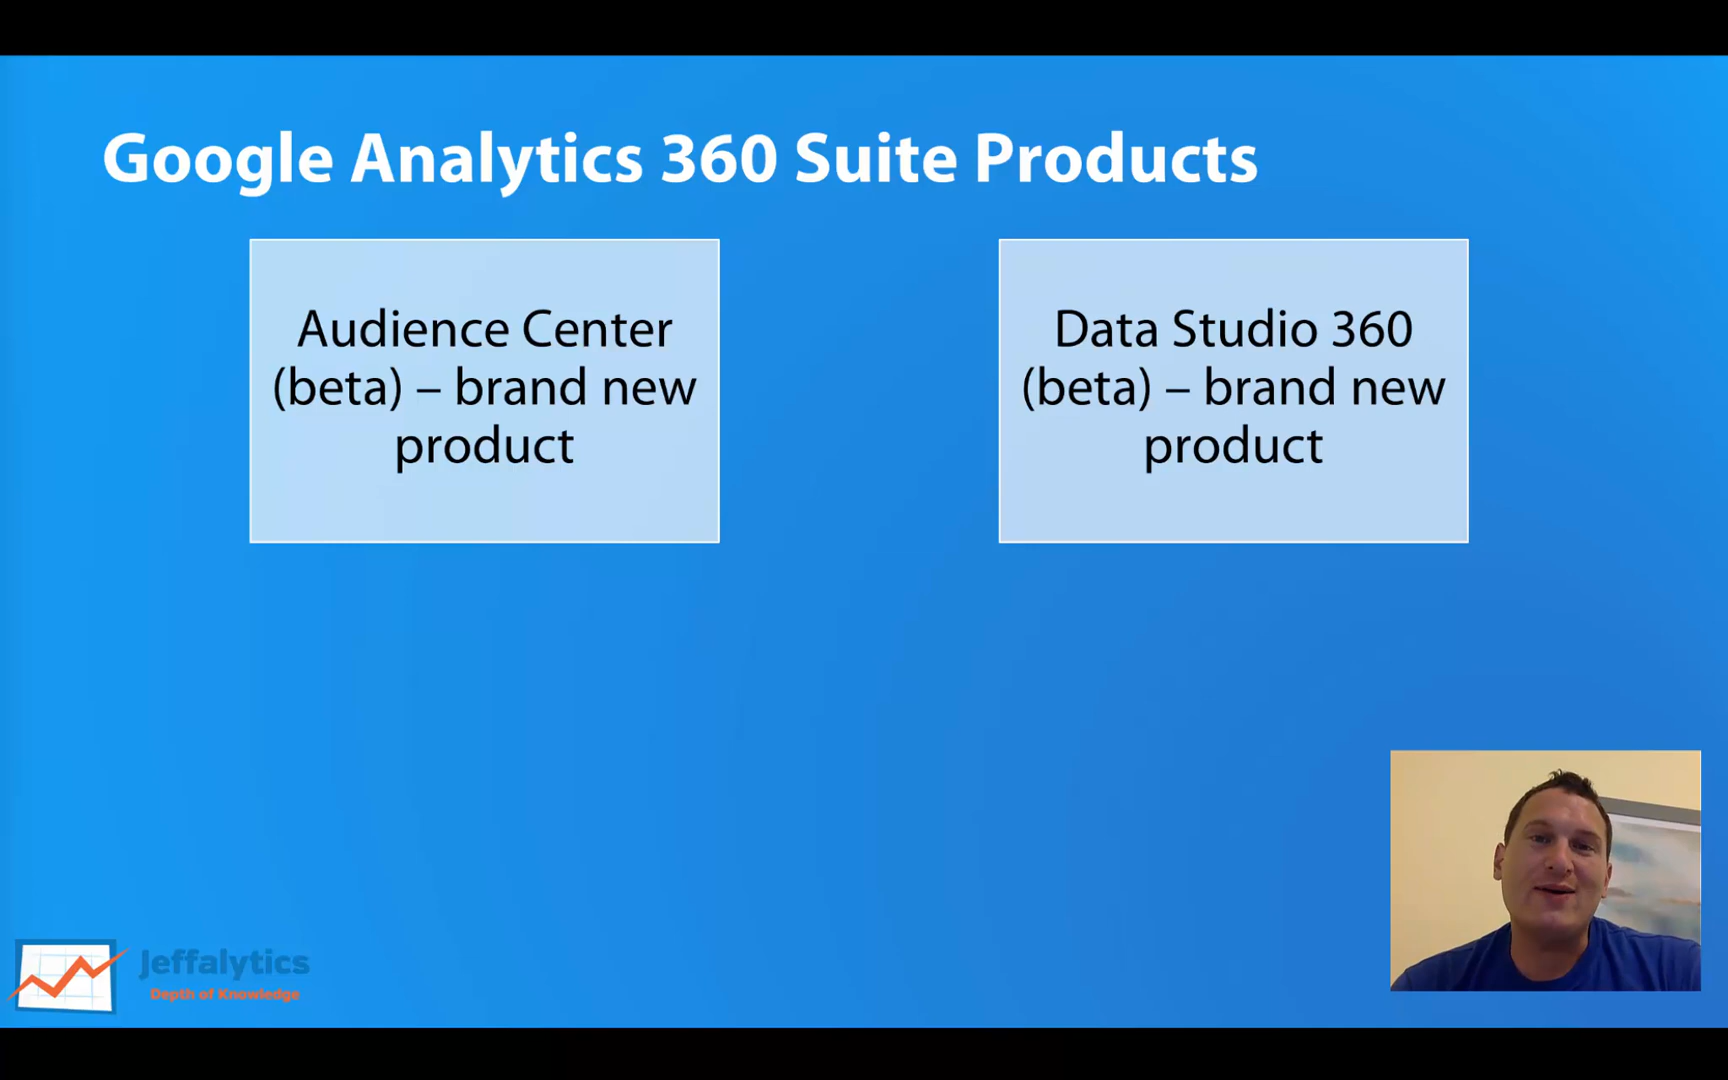 Google Analytics 360 Suite Products
Audience Center
(beta) – brand new
product
Data Studio 360
(beta) – brand new
product
Jeffalytics
Depth of Knowledge